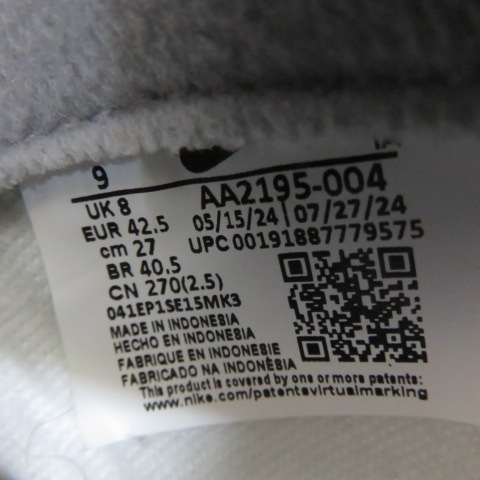 9
AA2195-004
UK 8
05/15/24 07/27/24
EUR 42.5
UPC 00191887779575
cm 27
BR 40.5
CN 270(2.5)
041EP1SE15MK3
MADE IN INDONESIA
HECHO EN INDONESIA
FABRIQUE EN INDONESIE
FABRICADO NA INDONÉSIA
This product is covered by one or more patents:
www.nike.com/patentsvirtualmarking